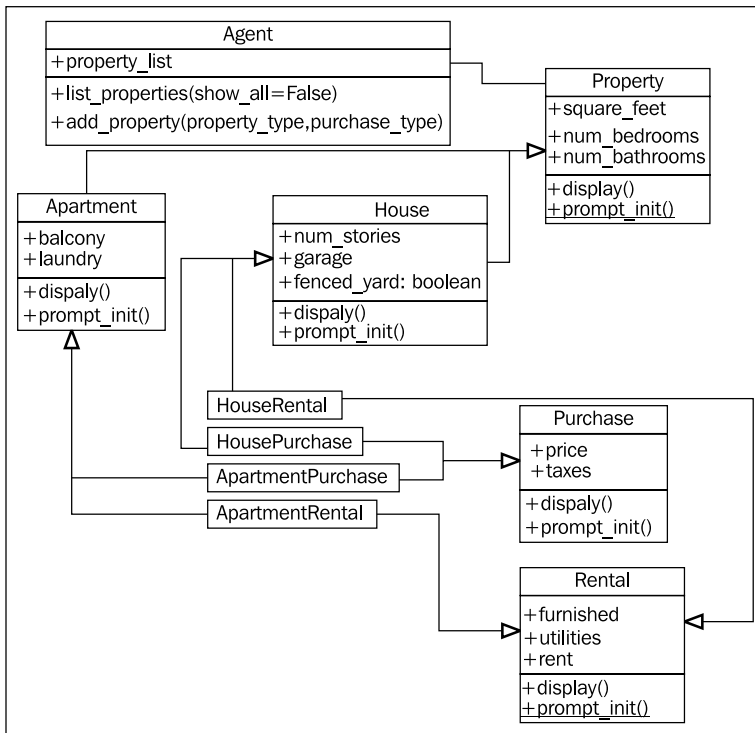 Agent
+property_list
+list_properties(show_all=False)
+add_property(property_type,purchase_type)
Property
+square_feet
+num_bedrooms
+num_bathrooms
+display()
+prompt_init()
Apartment
+balcony
+laundry
+dispaly()
+prompt_init()
House
+num_stories
+garage
+fenced_yard: boolean
+dispaly()
+prompt_init()
HouseRental
HousePurchase
ApartmentPurchase
ApartmentRental
Purchase
+price
+taxes
+dispaly()
+prompt_init()
Rental
+furnished
+utilities
+rent
+display()
+prompt_init()